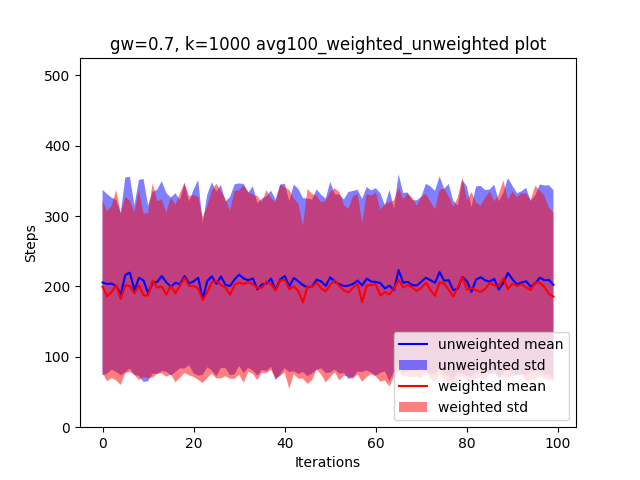 gw=0.7, k=1000 avg100_weighted_unweighted plot
500
400
300
200
100
0
Steps
0 20 40 60 80 100
Iterations
unweighted mean
unweighted std
weighted mean
weighted std